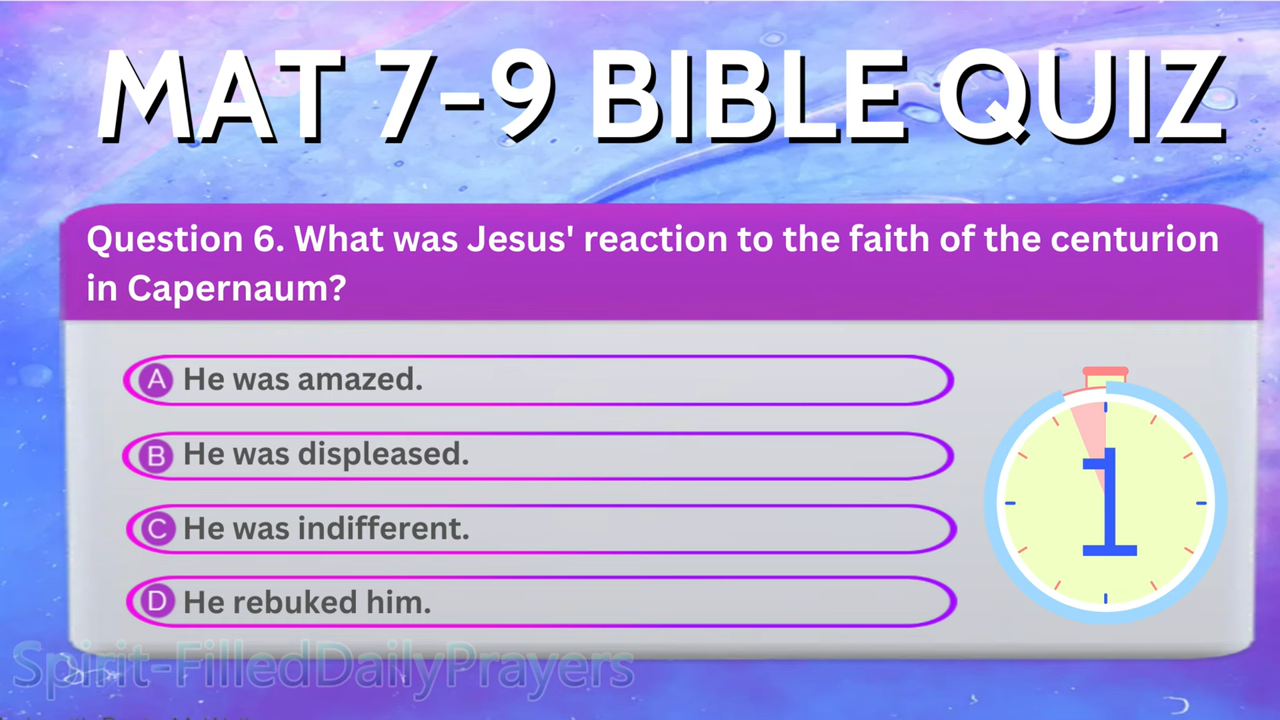 MAT 7-9 BIBLE QUIZ
Question 6. What was Jesus' reaction to the faith of the centurion
in Capernaum?
A He was amazed.
B He was displeased.
C He was indifferent.
D He rebuked him.
1
Spirit-FilledDailyPrayers